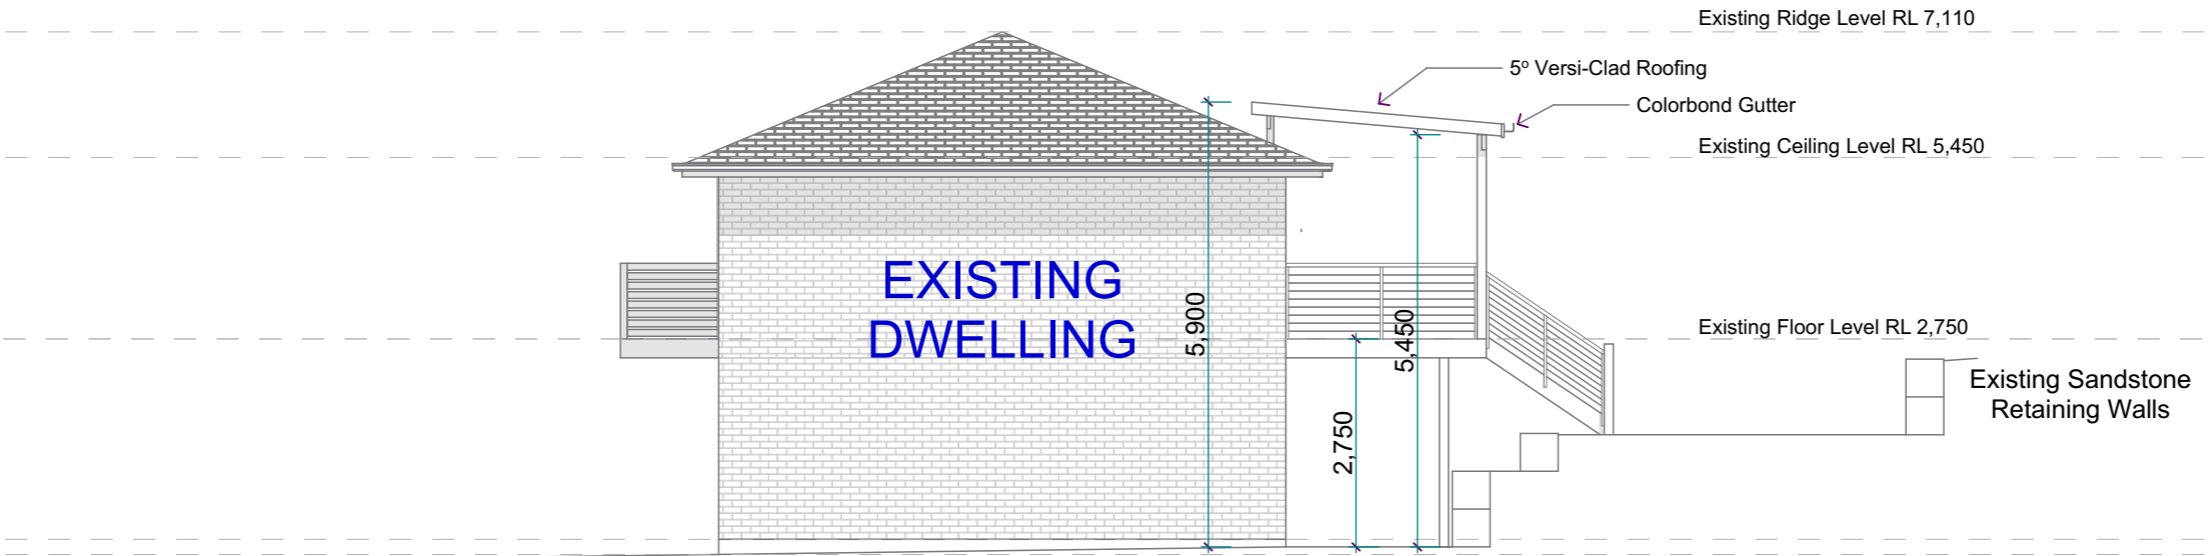 Existing Ridge Level RL 7,110
5º Versi-Clad Roofing
Colorbond Gutter
Existing Ceiling Level RL 5,450
EXISTING
DWELLING
5,900
5,450
Existing Floor Level RL 2,750
2,750
Existing Sandstone
Retaining Walls